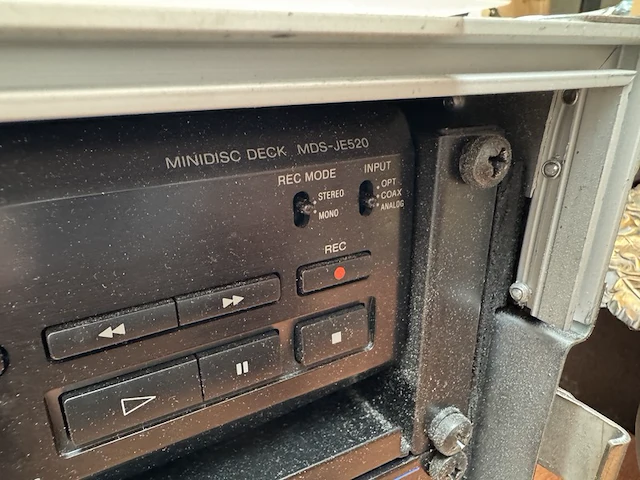 MINIDISC DECK MDS-JE520
REC MODE
STEREO
MONO
INPUT
OPT
COAX
ANALOG
REC